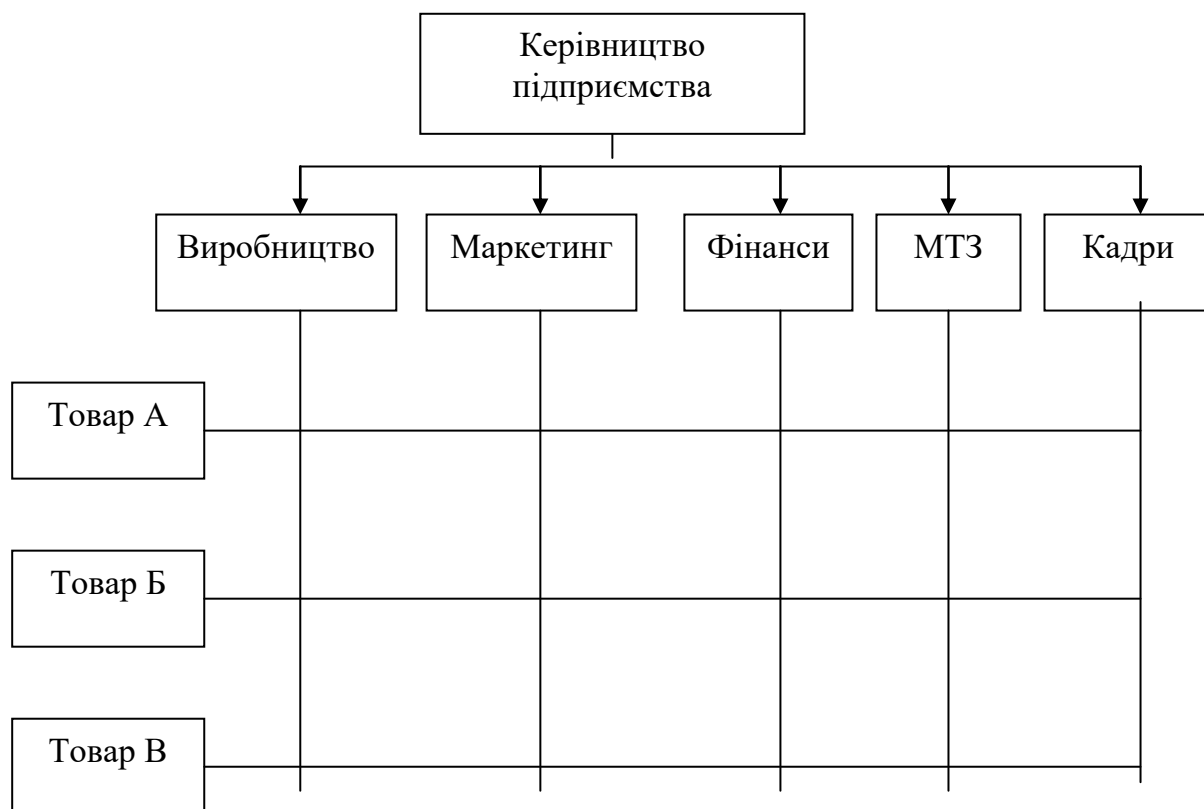 Керівництво
підприємства
Виробництво
Маркетинг
Фінанси
МТЗ
Кадри
Товар А
Товар Б
Товар В